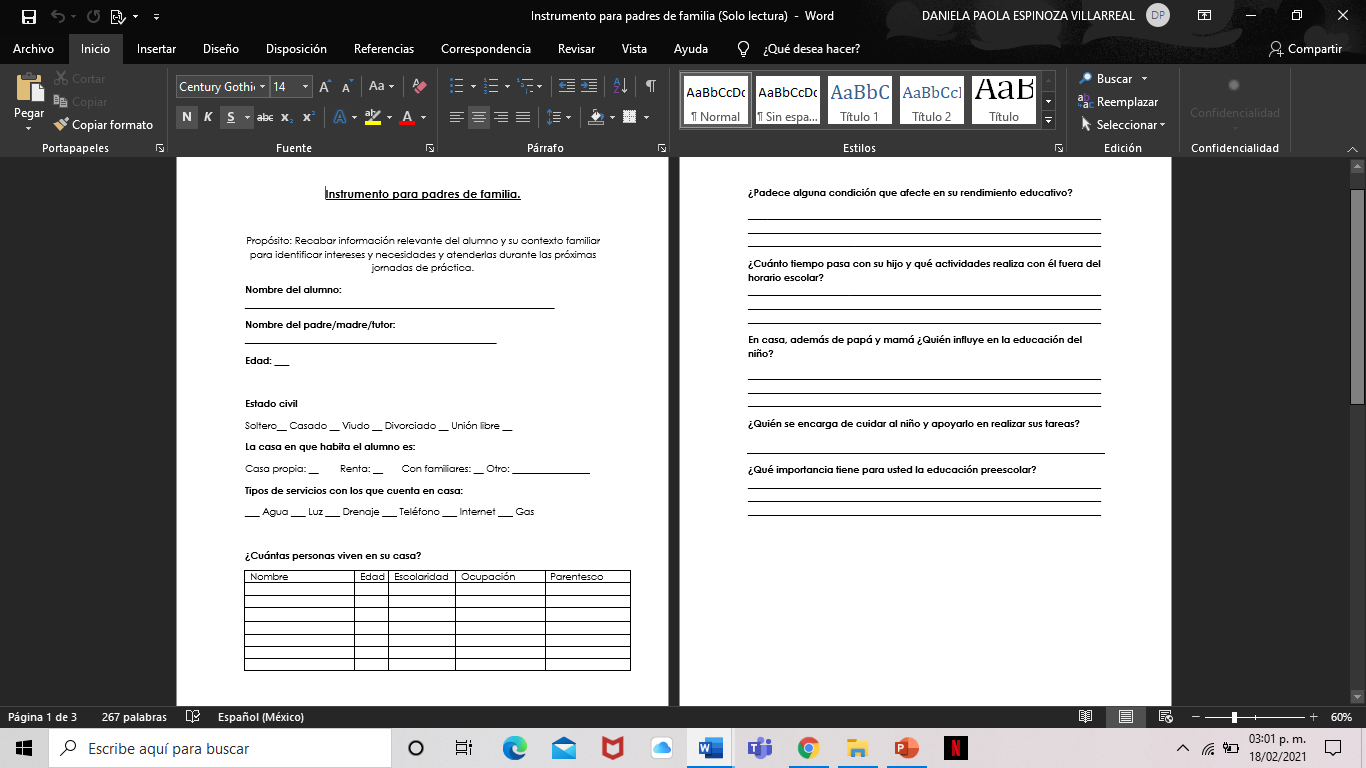 Instrumento para padres de familia (Solo lectura) - Word
DANIELA PAOLA ESPINOZA VILLARREAL
DP
Archivo Inicio Insertar Diseño Disposición Referencias Correspondencia Revisar Vista Ayuda ¿Qué desea hacer? Compartir
Pegar
Cortar
Copiar
Copiar formato
Portapapeles
Century Gothi 14
N K S abc x₂ x²
Fuente
Párrafo
AaBbCcDc AaBbCcDc AaBbC AaBbCcI AaB
¶ Normal ¶ Sin espa... Título 1 Título 2 Título
Estilos
Buscar
Reemplazar
Seleccionar
Edición
Confidencialidad
Confidencialidad
Instrumento para padres de familia.
Propósito: Recabar información relevante del alumno y su contexto familiar
para identificar intereses y necesidades y atenderlas durante las próximas
jornadas de práctica.
Nombre del alumno:
Nombre del padre/madre/tutor:
Edad: ___
Estado civil
Soltero__ Casado __ Viudo __ Divorciado __ Unión libre __
La casa en que habita el alumno es:
Casa propia: __ Renta: __ Con familiares: __ Otro: ________________
Tipos de servicios con los que cuenta en casa:
___ Agua ___ Luz ___ Drenaje ___ Teléfono ___ Internet ___ Gas
¿Cuántas personas viven en su casa?
Nombre Edad Escolaridad Ocupación Parentesco
¿Padece alguna condición que afecte en su rendimiento educativo?
¿Cuánto tiempo pasa con su hijo y qué actividades realiza con él fuera del
horario escolar?
En casa, además de papá y mamá ¿Quién influye en la educación del
niño?
¿Quién se encarga de cuidar al niño y apoyarlo en realizar sus tareas?
¿Qué importancia tiene para usted la educación preescolar?
Página 1 de 3 267 palabras Español (México) 60%
Escribe aquí para buscar
03:01 p. m.
18/02/2021